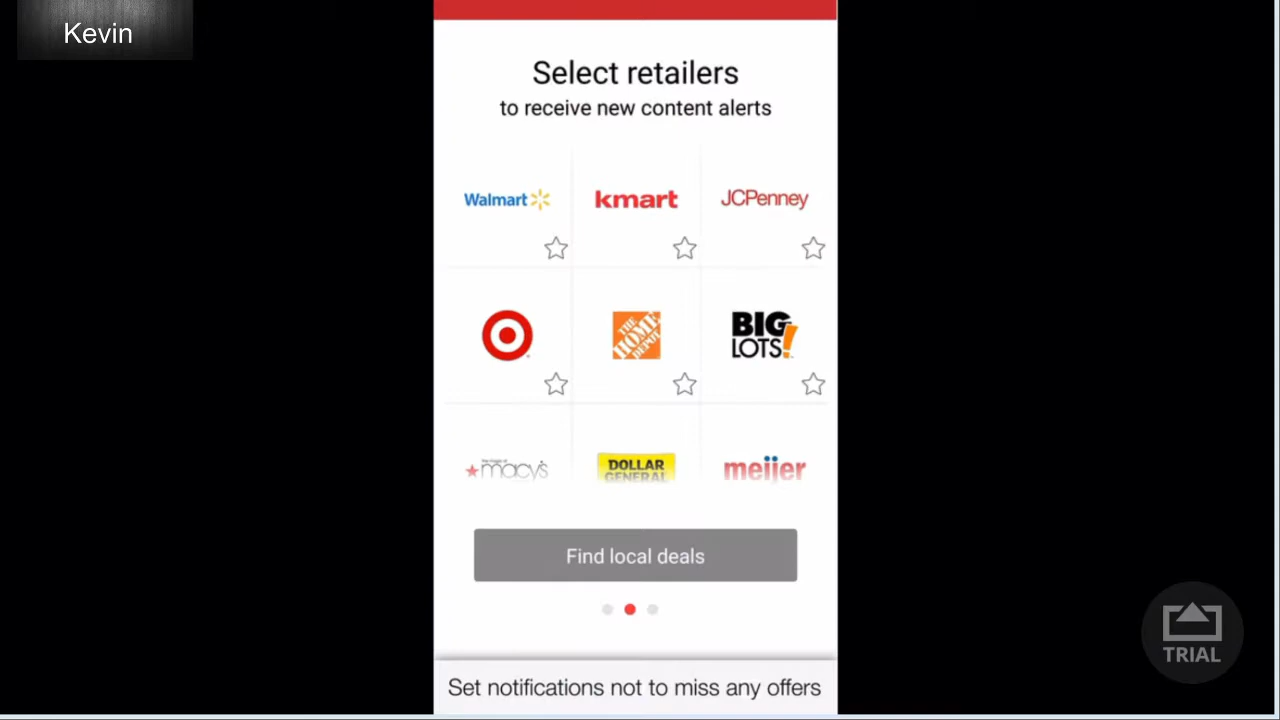 Kevin
Select retailers
to receive new content alerts
Walmart
kmart
JCPenney
THE HOME DEPOT
BIG LOTS!
macy's
DOLLAR GENERAL
meijer
Find local deals
TRIAL
Set notifications not to miss any offers